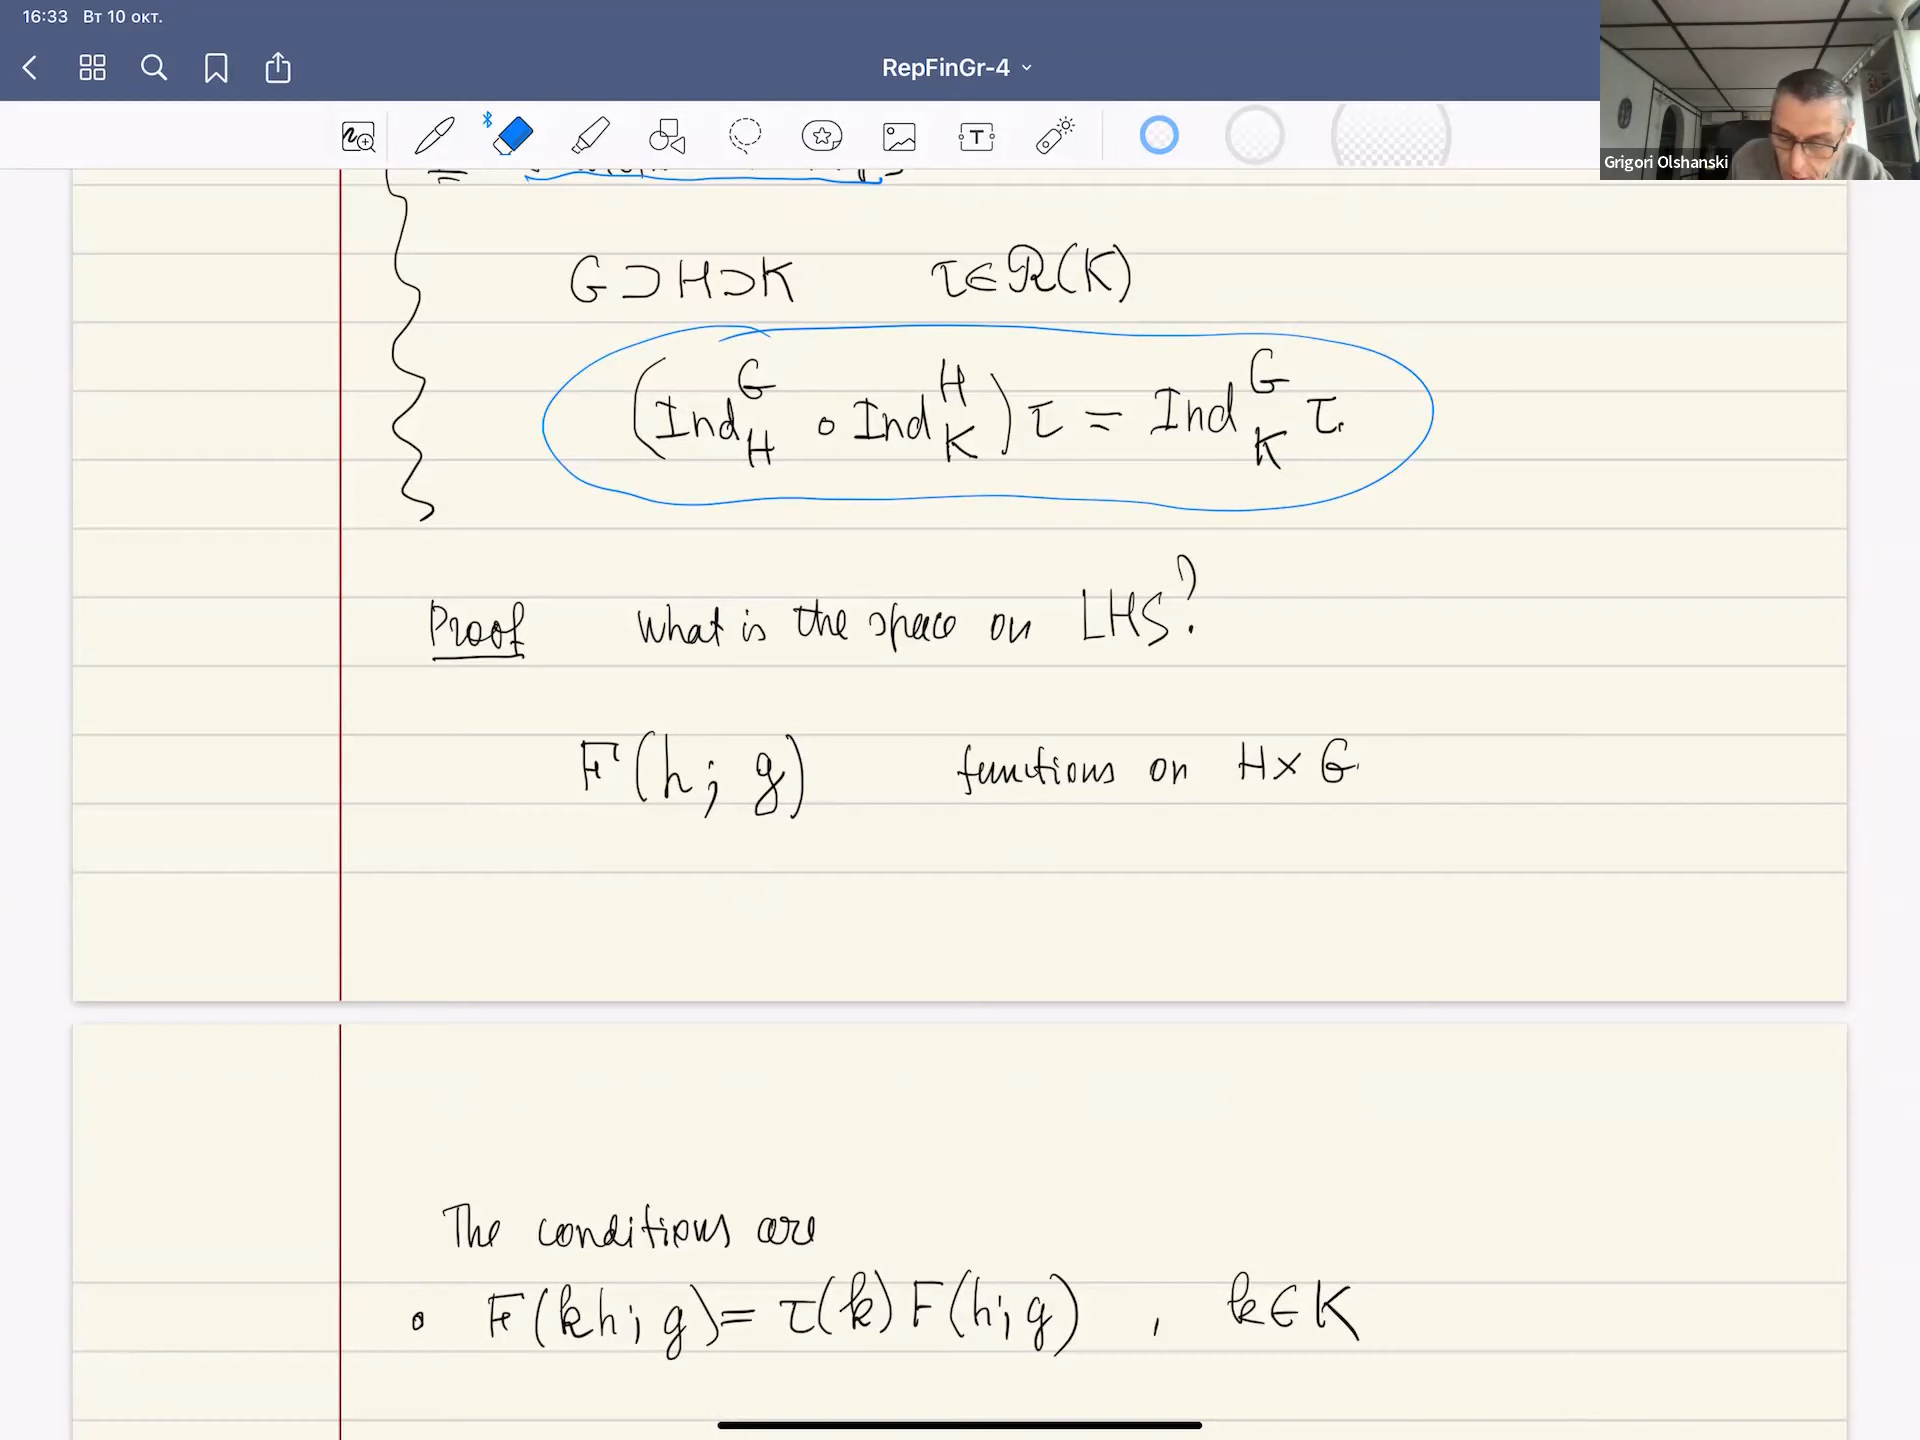 16:33 Вт 10 окт.
RepFinGr-4
Grigori Olshanski
G ⊃ H ⊃ K τ ∈ R(K)
(Ind_H^G ∘ Ind_K^H) τ = Ind_K^G τ.
Proof What is the space on LHS?
F(h; g) functions on H × G.
The conditions are
• F(kh; g) = τ(k) F(h; g) , k ∈ K